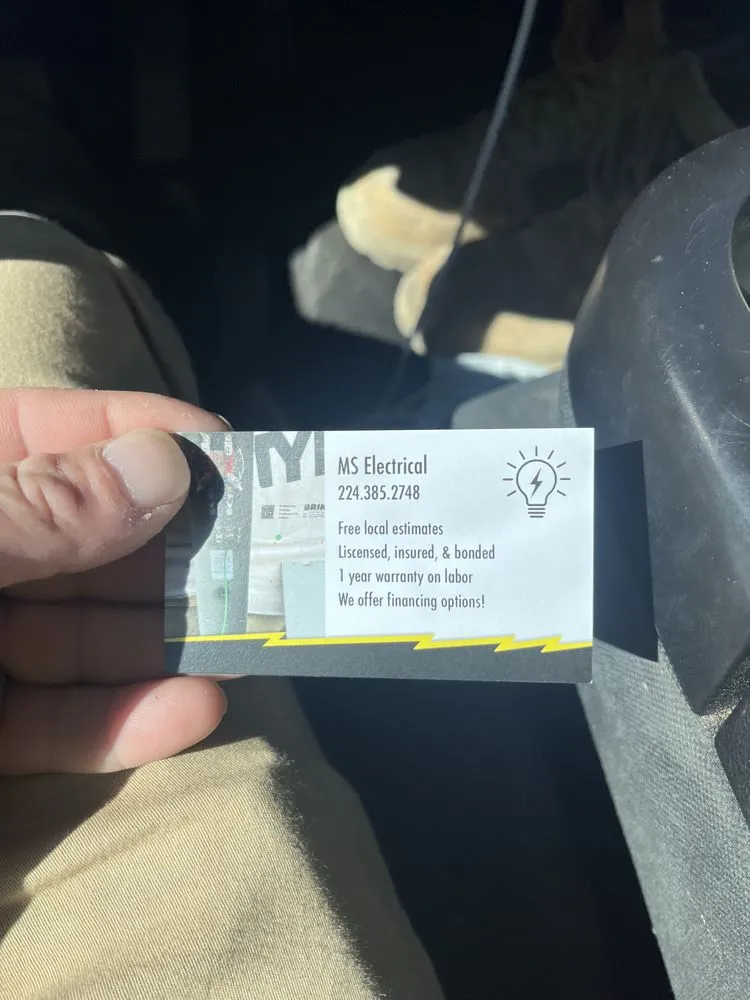 MS Electrical
224.385.2748
Free local estimates
Liscensed, insured, & bonded
1 year warranty on labor
We offer financing options!